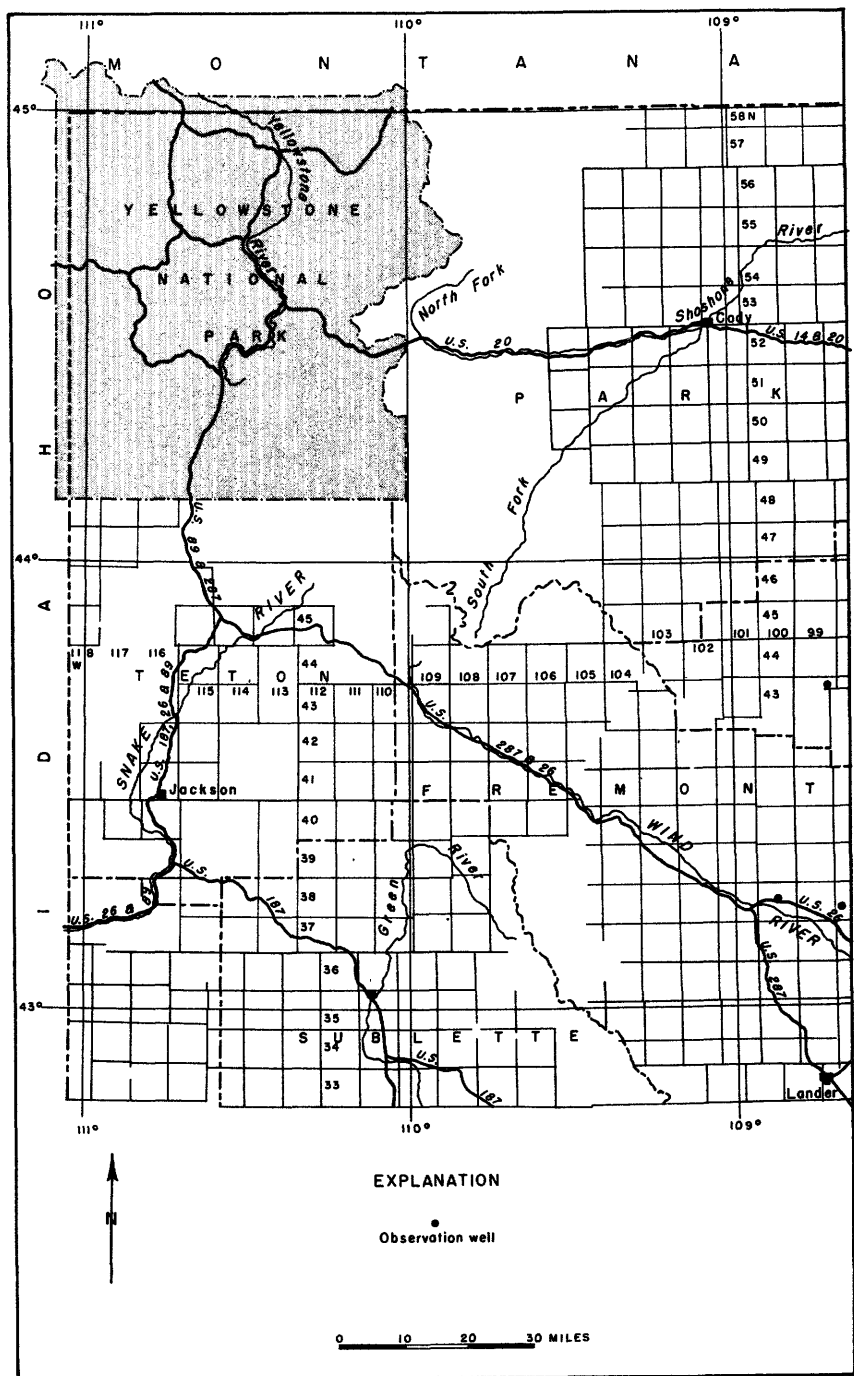 111°
110°
109°
M O N T A N A
45°
58 N
57
56
55
54
53
52
51
50
49
48
47
46
45
44
43
Yellowstone
River
YELLOWSTONE
NATIONAL
PARK
North Fork
U.S. 20
Shoshone
River
Cody
U.S. 14 & 20
P A R K
South Fork
I D A H O
U.S. 89 & 287
44°
RIVER
45
118 W
117
116
115
114
113
112
111
110
109
108
107
106
105
104
103
102
101
100
99
T E T O N
44
43
42
41
40
39
38
37
36
35
34
33
U.S. 187, 26 & 89
SNAKE
Jackson
U.S. 287 & 26
F R E M O N T
WIND
RIVER
U.S. 26
U.S. 287
U.S. 26 & 89
U.S. 187
Green
River
43°
S U B L E T T E
U.S. 187
Lander
111°
110°
109°
N
EXPLANATION
Observation well
0 10 20 30 MILES